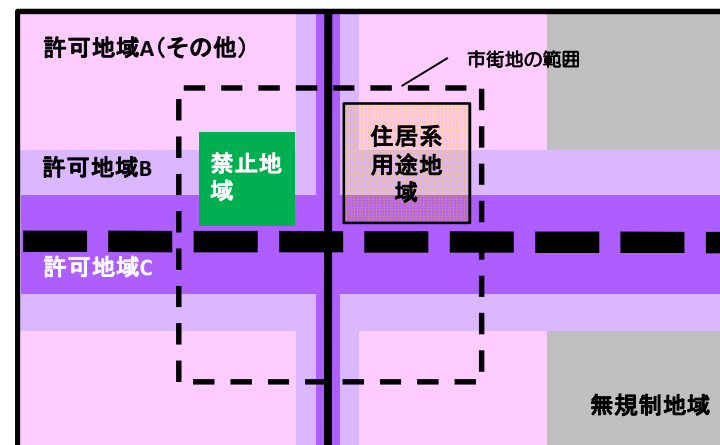 許可地域A(その他)
市街地の範囲
住居系
用途地
域
禁止地
域
許可地域B
許可地域C
無規制地域